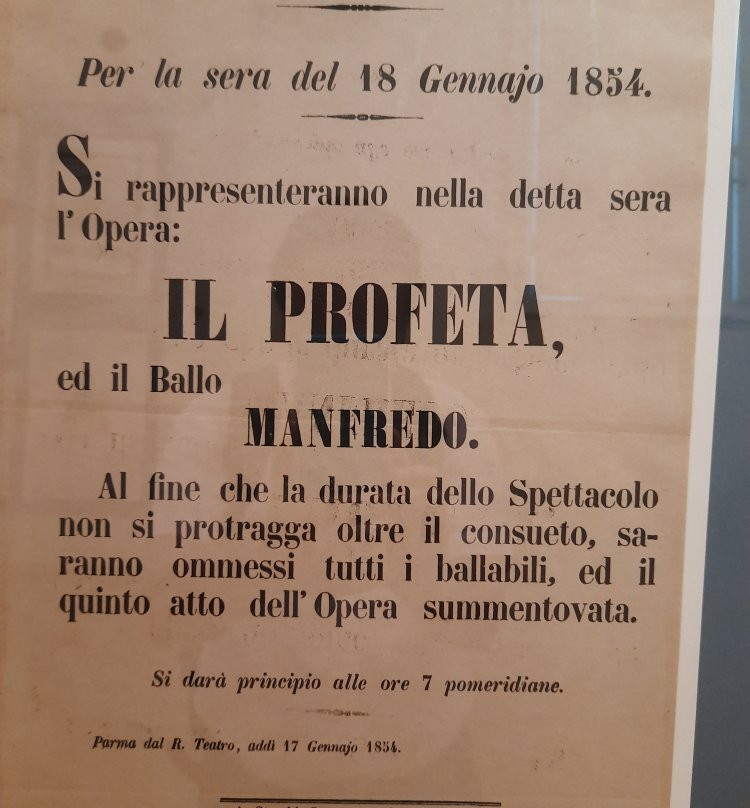 Per la sera del 18 Gennajo 1854.
Si rappresenteranno nella detta sera
l'Opera:
IL PROFETA,
ed il Ballo
MANFREDO.
Al fine che la durata dello Spettacolo
non si protragga oltre il consueto, sa-
ranno ommessi tutti i ballabili, ed il
quinto atto dell'Opera summentovata.
Si darà principio alle ore 7 pomeridiane.
Parma dal R. Teatro, addì 17 Gennajo 1854.